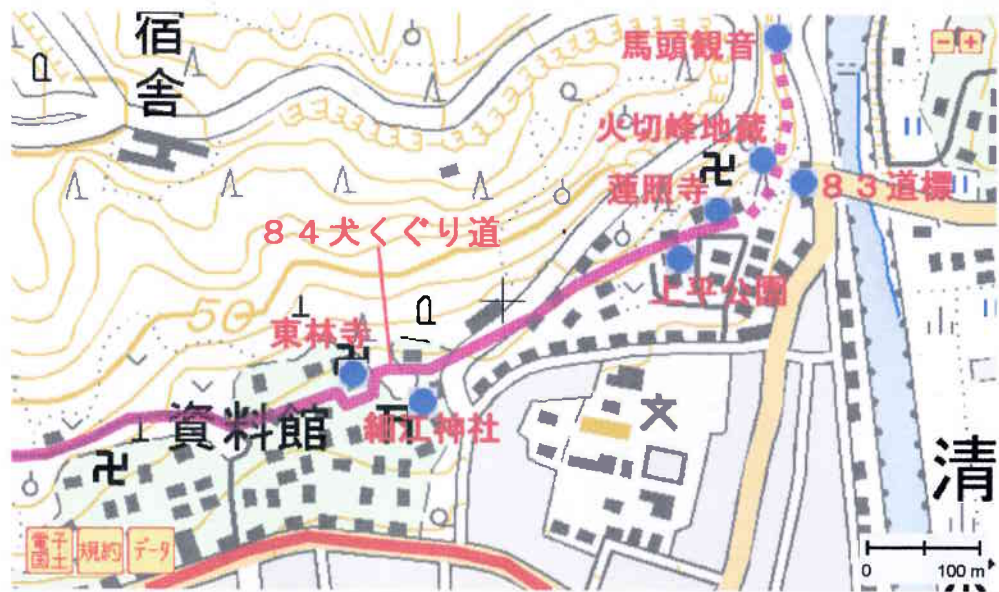 宿舎
馬頭観音
火切峰地蔵
蓮照寺
83道標
84犬くぐり道
上平公園
50
東林寺
資料館
細江神社
文
清
電子国土
規約
データ
0 100 m